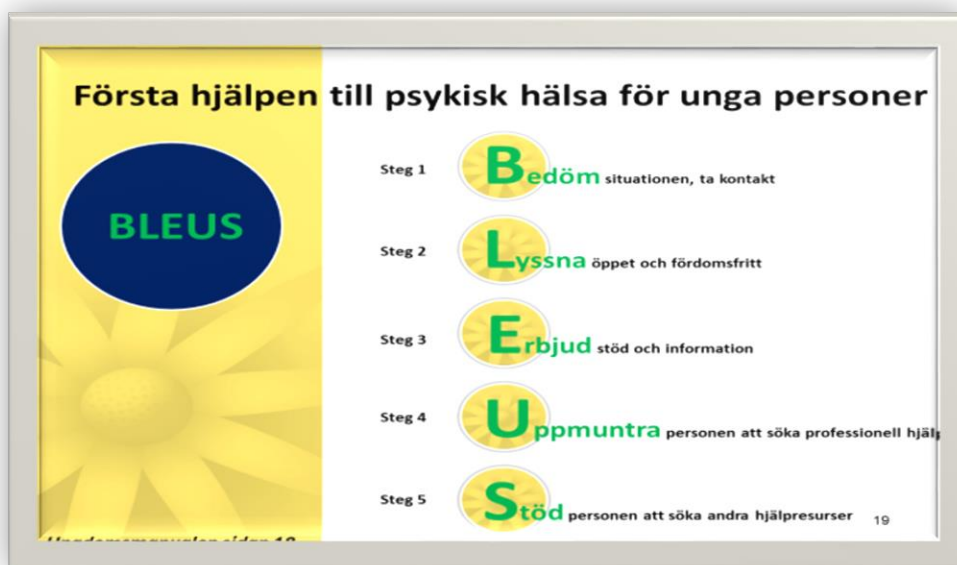 Första hjälpen till psykisk hälsa för unga personer
BLEUS
Steg 1 Bedöm situationen, ta kontakt
Steg 2 Lyssna öppet och fördomsfritt
Steg 3 Erbjud stöd och information
Steg 4 Uppmuntra personen att söka professionell
Steg 5 Stöd personen att söka andra hjälpresurser
19